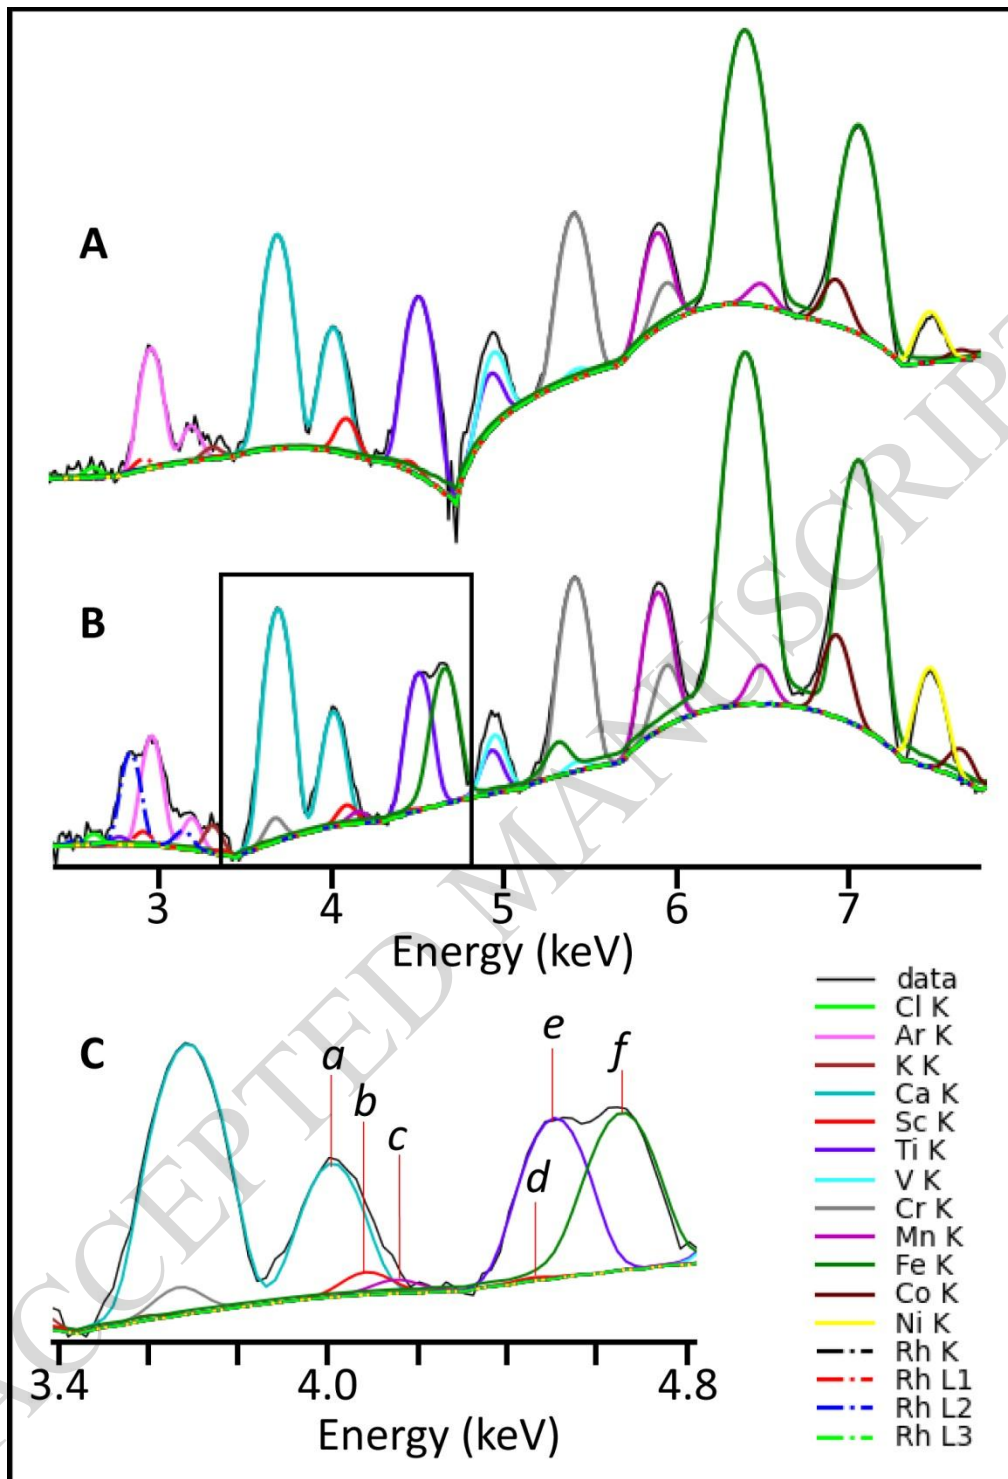 A
B
3 4 5 6 7
Energy (keV)
C
a
b
c
d
e
f
3.4 4.0 4.8
Energy (keV)
data
Cl K
Ar K
K K
Ca K
Sc K
Ti K
V K
Cr K
Mn K
Fe K
Co K
Ni K
Rh K
Rh L1
Rh L2
Rh L3
ACCEPTED MANUSCRIPT